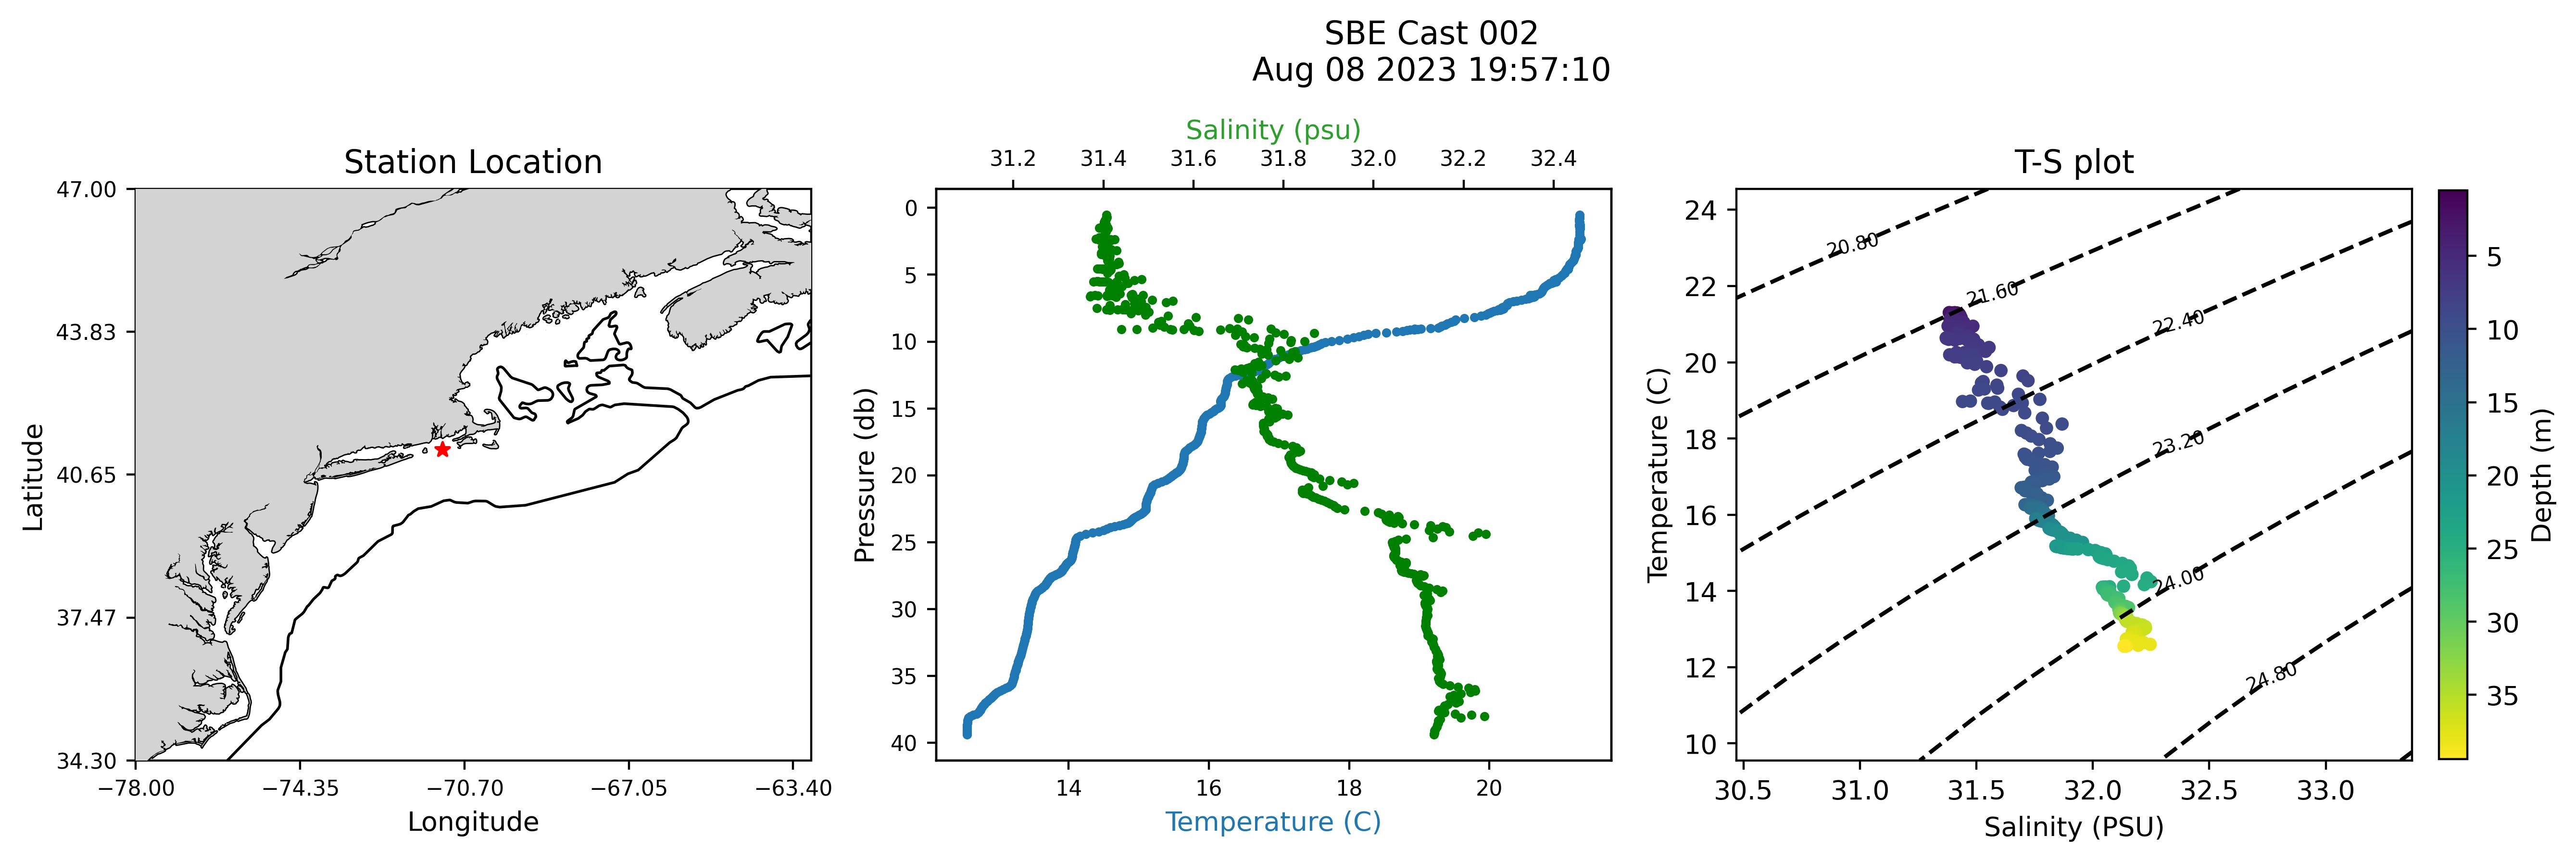 SBE Cast 002
Aug 08 2023 19:57:10
Station Location
47.00
43.83
40.65
37.47
34.30
Latitude
−78.00 −74.35 −70.70 −67.05 −63.40
Longitude
Salinity (psu)
31.2 31.4 31.6 31.8 32.0 32.2 32.4
0
5
10
15
20
25
30
35
40
Pressure (db)
14 16 18 20
Temperature (C)
T-S plot
24
22
20
18
16
14
12
10
Temperature (C)
20.80
21.60
22.40
23.20
24.00
24.80
30.5 31.0 31.5 32.0 32.5 33.0
Salinity (PSU)
5
10
15
20
25
30
35
Depth (m)